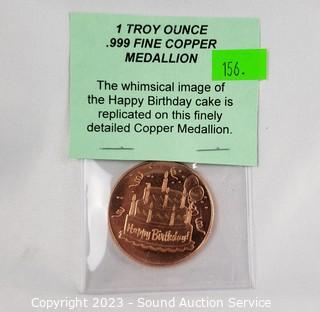 1 TROY OUNCE
.999 FINE COPPER
MEDALLION
156.
The whimsical image of
the Happy Birthday cake is
replicated on this finely
detailed Copper Medallion.
Happy Birthday!
Copyright 2023 - Sound Auction Service